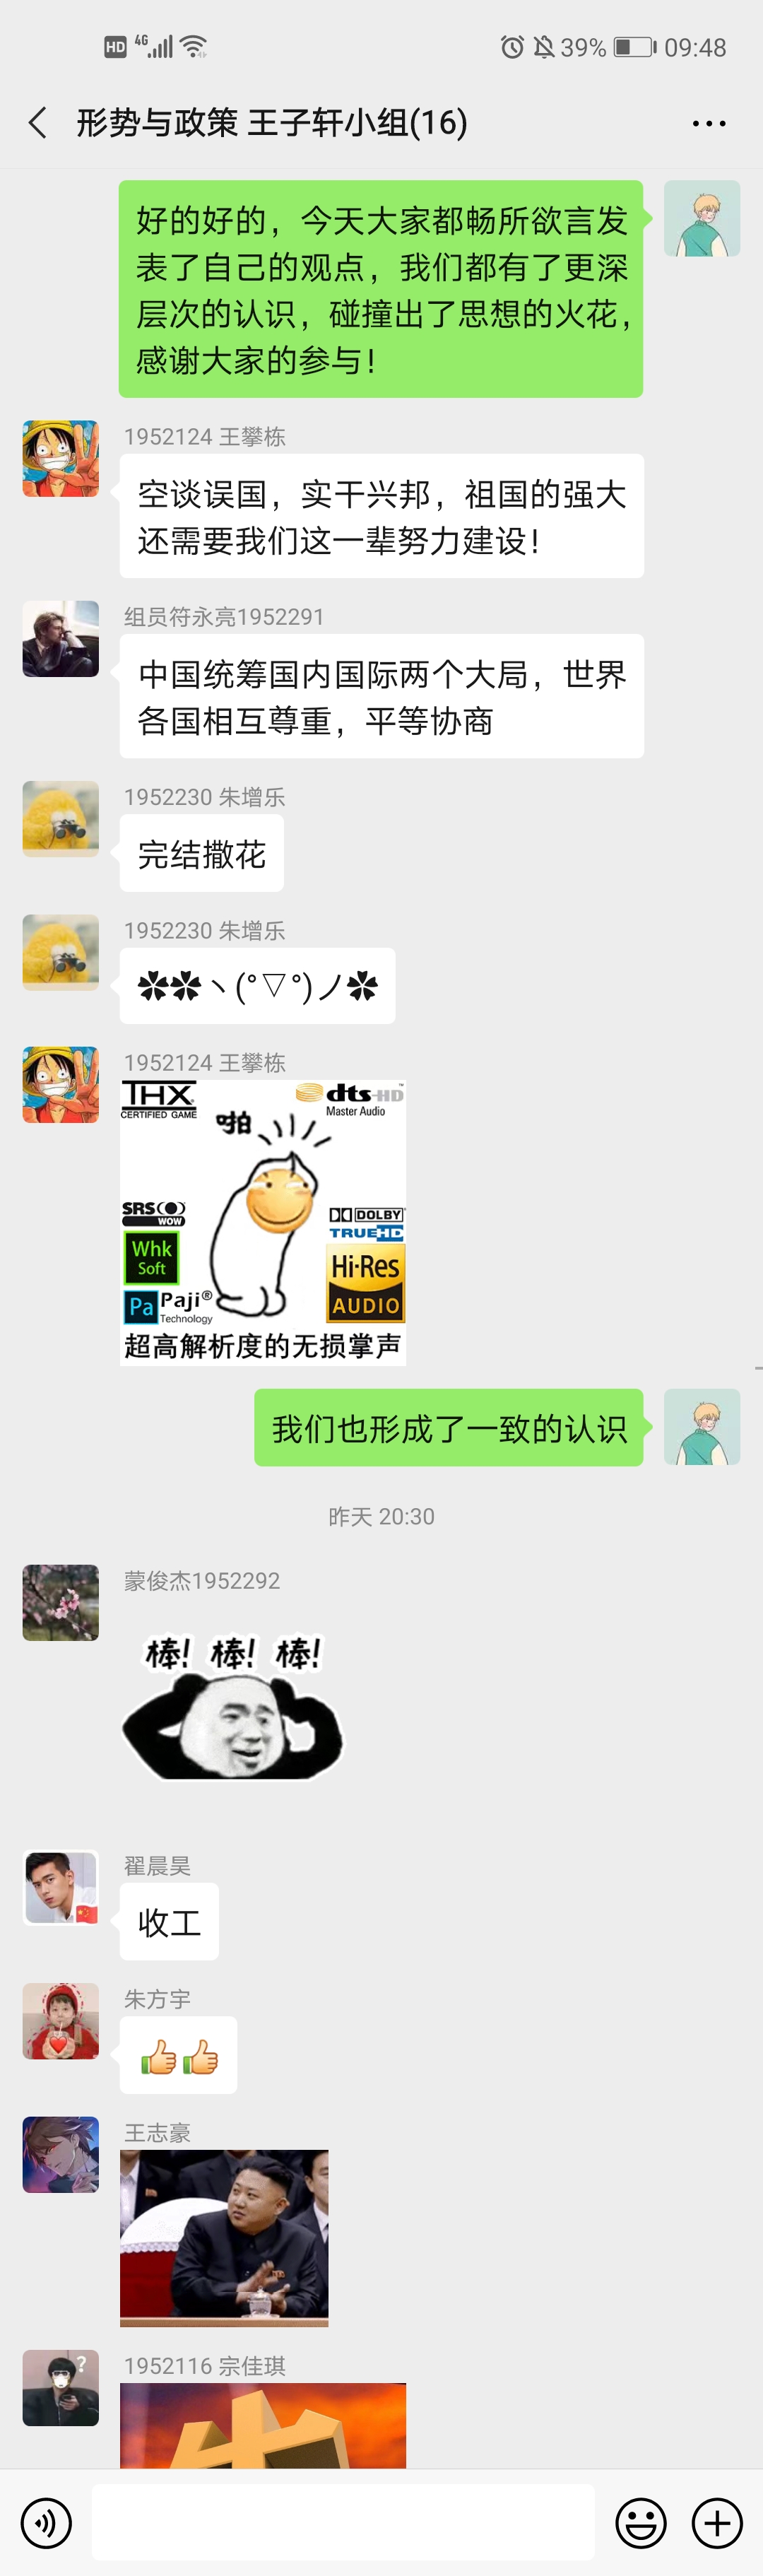 HD 4G 39% 09:48
形势与政策 王子轩小组(16)
好的好的，今天大家都畅所欲言发
表了自己的观点，我们都有了更深
层次的认识，碰撞出了思想的火花，
感谢大家的参与！
1952124 王攀栋
空谈误国，实干兴邦，祖国的强大
还需要我们这一辈努力建设！
组员符永亮1952291
中国统筹国内国际两个大局，世界
各国相互尊重，平等协商
1952230 朱增乐
完结撒花
1952230 朱增乐
✿✿ヽ(°▽°)ノ✿
1952124 王攀栋
THX
CERTIFIED GAME
dts-HD
Master Audio
啪
SRS
WOW
DOLBY
TRUEHD
Whk
Soft
Hi-Res
AUDIO
Pa Paji®
Technology
超高解析度的无损掌声
我们也形成了一致的认识
昨天 20:30
蒙俊杰1952292
棒！棒！棒！
翟晨昊
收工
朱方宇
👍👍
王志豪
1952116 宗佳琪